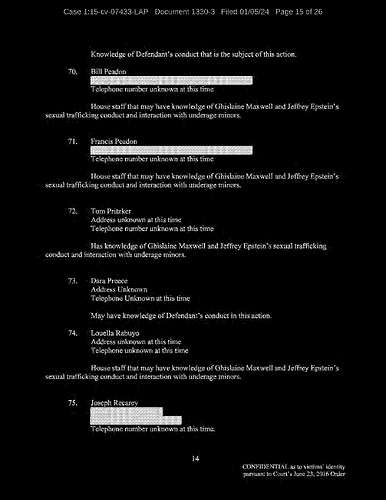 Case 1:15-cv-07433-LAP Document 1330-3 Filed 01/05/24 Page 15 of 26
Knowledge of Defendant's conduct that is the subject of this action.
70. Bill Peadon
Telephone number unknown at this time
House staff that may have knowledge of Ghislaine Maxwell and Jeffrey Epstein's
sexual trafficking conduct and interaction with underage minors.
71. Francis Peadon
Telephone number unknown at this time
House staff that may have knowledge of Ghislaine Maxwell and Jeffrey Epstein's
sexual trafficking conduct and interaction with underage minors.
72. Tom Pritzker
Address unknown at this time
Telephone number unknown at this time
Has knowledge of Ghislaine Maxwell and Jeffrey Epstein's sexual trafficking
conduct and interaction with underage minors.
73. Dara Preece
Address Unknown
Telephone Unknown at this time
May have knowledge of Defendant's conduct in this action.
74. Louella Rabuyo
Address unknown at this time
Telephone unknown at this time
House staff that may have knowledge of Ghislaine Maxwell and Jeffrey Epstein's
sexual trafficking conduct and interaction with underage minors.
75. Joseph Recarey
Telephone number unknown at this time.
14
CONFIDENTIAL as to victims' identity
pursuant to Court's June 23, 2016 Order